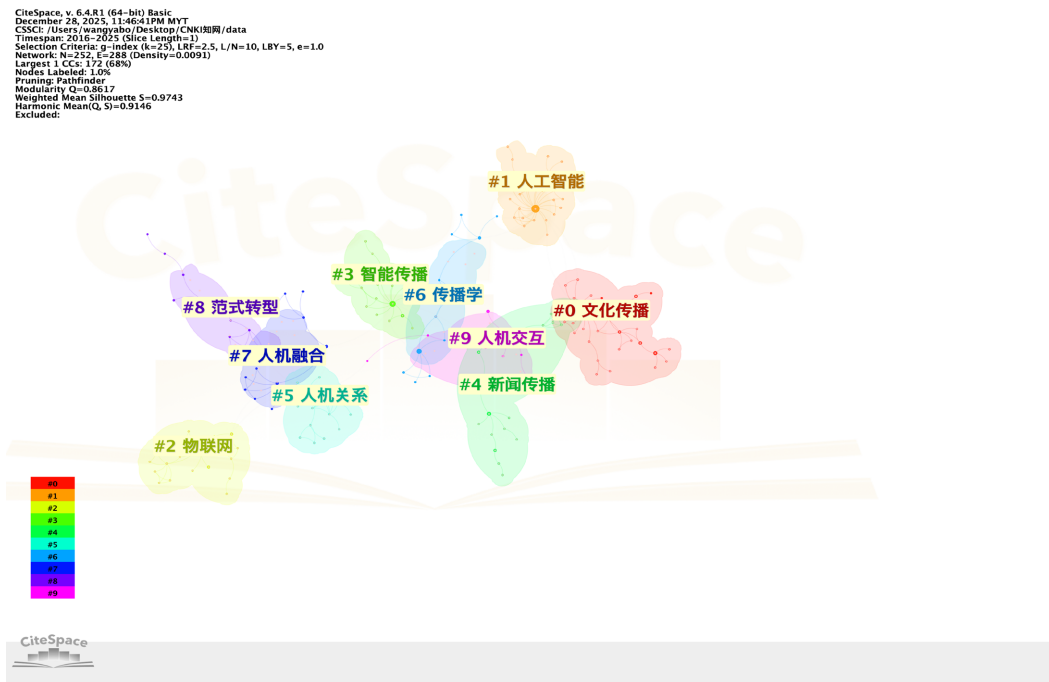 CiteSpace, v. 6.4.R1 (64-bit) Basic
December 28, 2025, 11:46:41PM MYT
CSSCI: /Users/wangyabo/Desktop/CNKI知网/data
Timespan: 2016-2025 (Slice Length=1)
Selection Criteria: g-index (k=25), LRF=2.5, L/N=10, LBY=5, e=1.0
Network: N=252, E=288 (Density=0.0091)
Largest 1 CCs: 172 (68%)
Nodes Labeled: 1.0%
Pruning: Pathfinder
Modularity Q=0.8617
Weighted Mean Silhouette S=0.9743
Harmonic Mean(Q, S)=0.9146
Excluded:
CiteSpace
#1 人工智能
#3 智能传播
#6 传播学
#8 范式转型
#0 文化传播
#9 人机交互
#7 人机融合
#4 新闻传播
#5 人机关系
#2 物联网
#0
#1
#2
#3
#4
#5
#6
#7
#8
#9
CiteSpace